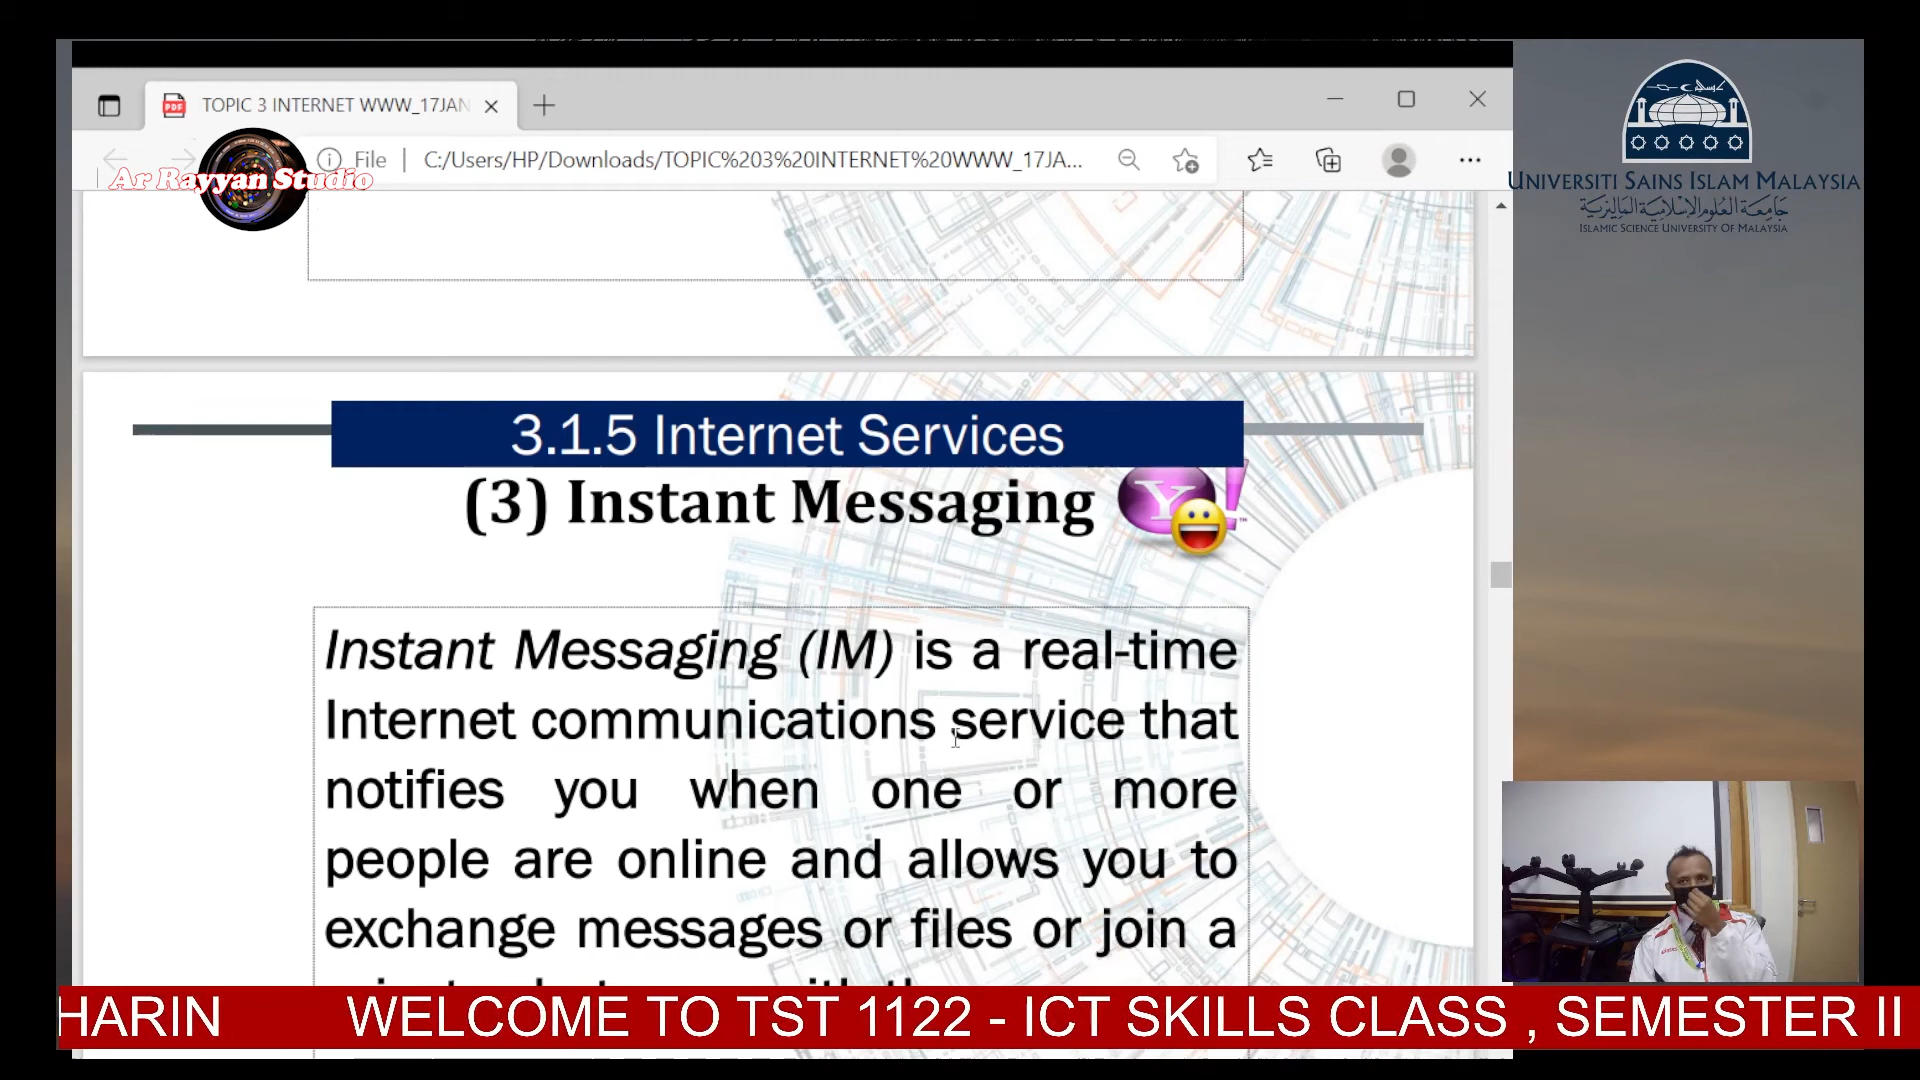 TOPIC 3 INTERNET WWW_17JAN
File
C:/Users/HP/Downloads/TOPIC%203%20INTERNET%20WWW_17JA...
Ar Rayyan Studio
UNIVERSITI SAINS ISLAM MALAYSIA
جامعة العلوم الإسلامية الماليزية
ISLAMIC SCIENCE UNIVERSITY OF MALAYSIA
3.1.5 Internet Services
(3) Instant Messaging
Instant Messaging (IM) is a real-time
Internet communications service that
notifies you when one or more
people are online and allows you to
exchange messages or files or join a
HARIN WELCOME TO TST 1122 - ICT SKILLS CLASS , SEMESTER II